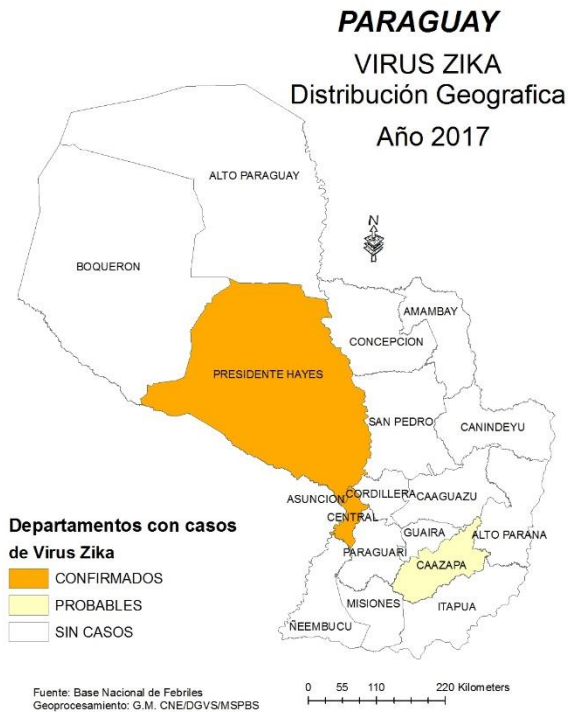 PARAGUAY
VIRUS ZIKA
Distribución Geografica
Año 2017
ALTO PARAGUAY
N
BOQUERON
AMAMBAY
CONCEPCION
PRESIDENTE HAYES
SAN PEDRO
CANINDEYU
ASUNCION
CORDILLERA
CAAGUAZU
CENTRAL
GUAIRA
ALTO PARANA
PARAGUARI
CAAZAPA
MISIONES
ITAPUA
ÑEEMBUCU
Departamentos con casos
de Virus Zika
CONFIRMADOS
PROBABLES
SIN CASOS
Fuente: Base Nacional de Febriles
Geoprocesamiento: G.M. CNE/DGVS/MSPBS
0 55 110 220 Kilometers